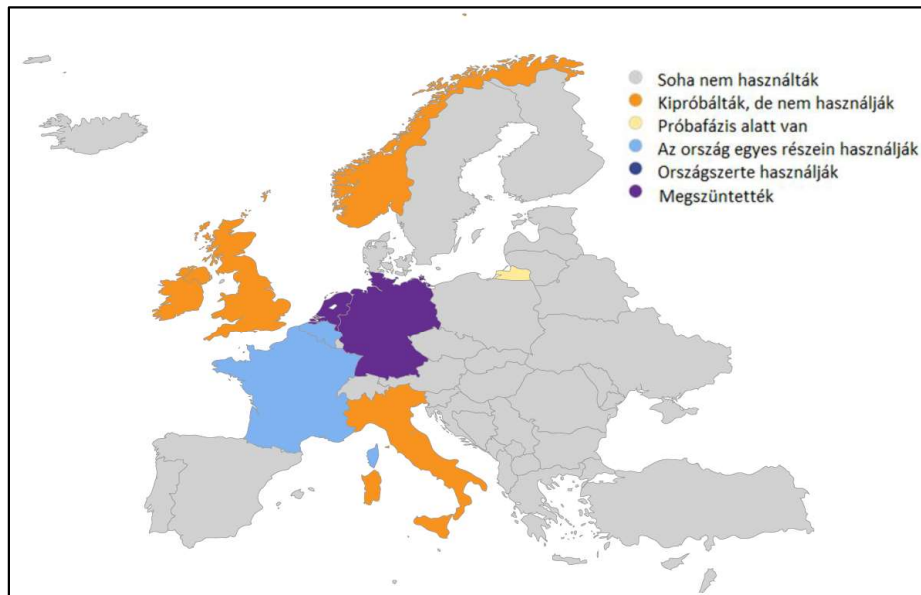 Soha nem használták
Kipróbálták, de nem használják
Próbafázis alatt van
Az ország egyes részein használják
Országszerte használják
Megszüntették